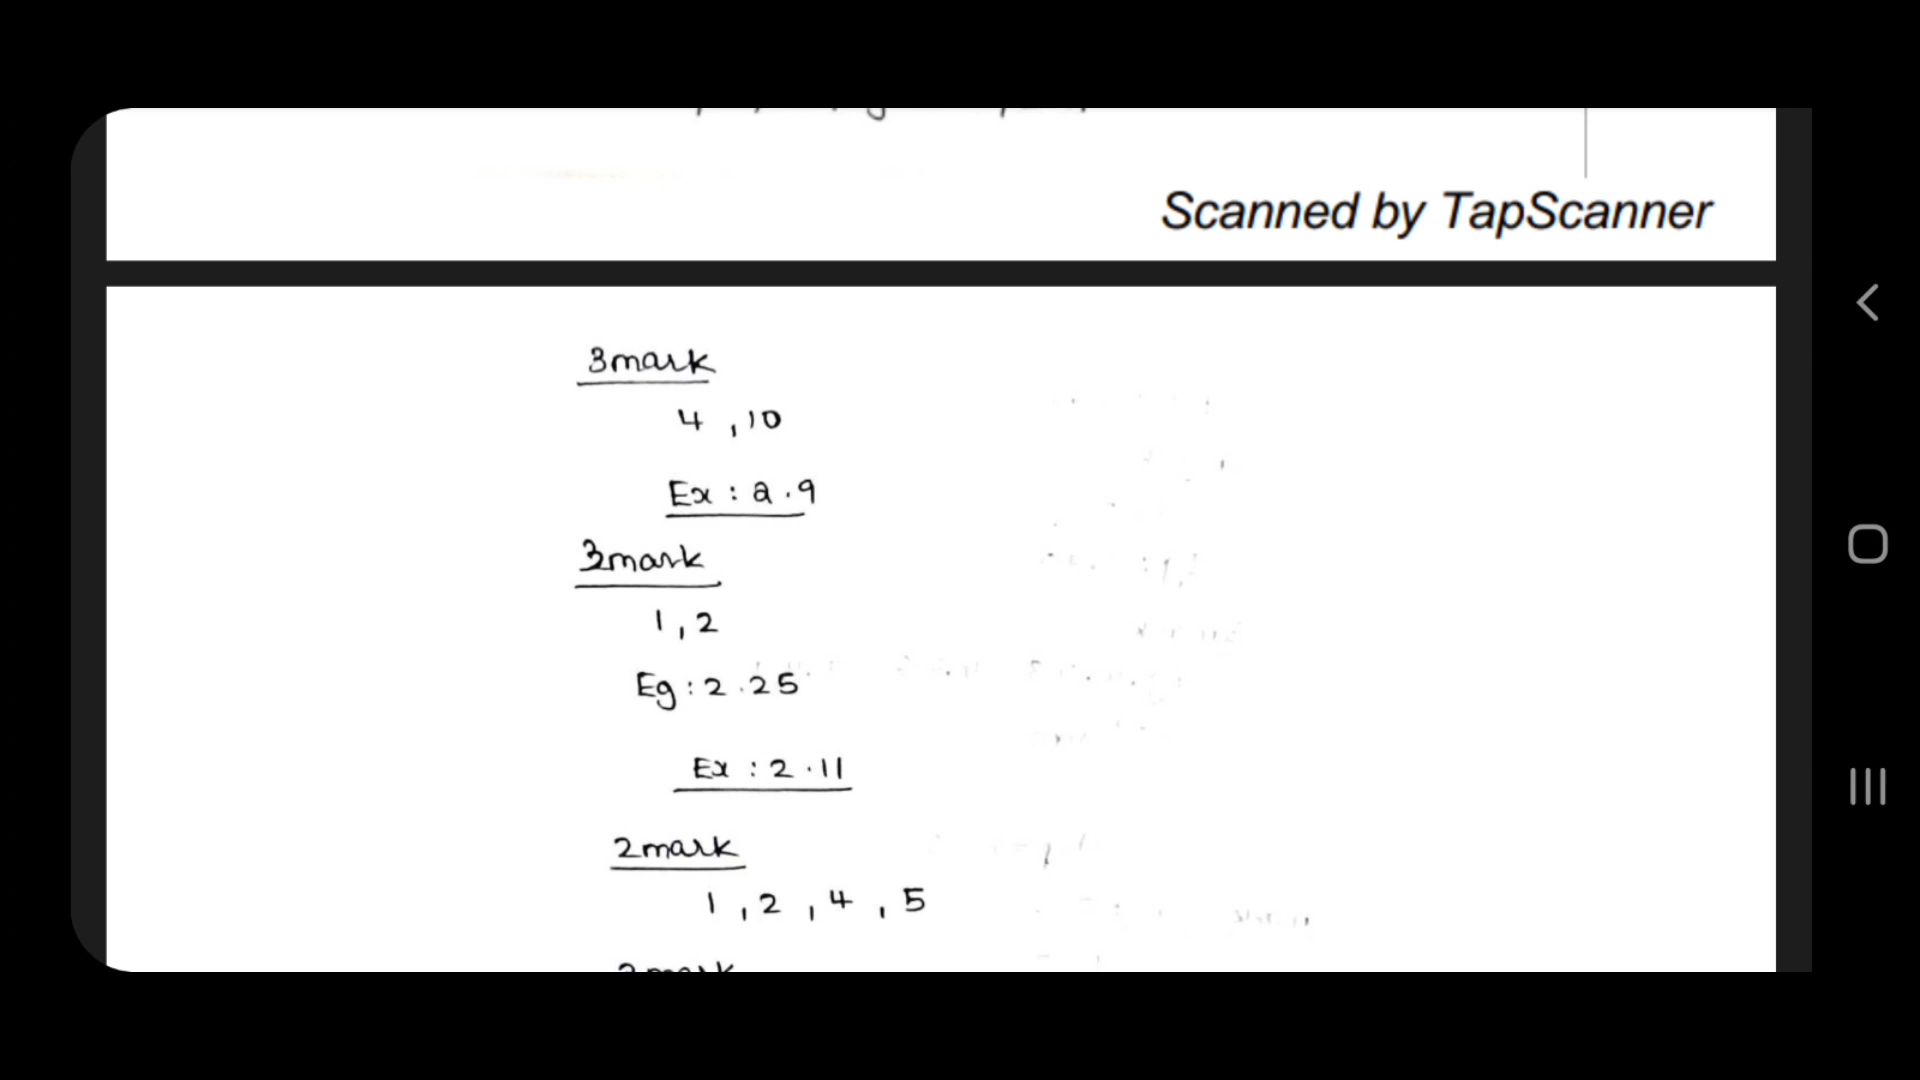 Scanned by TapScanner
3mark
4, 10
Ex : 2.9
3mark
1, 2
Eg : 2.25
Ex : 2.11
2mark
1, 2, 4, 5